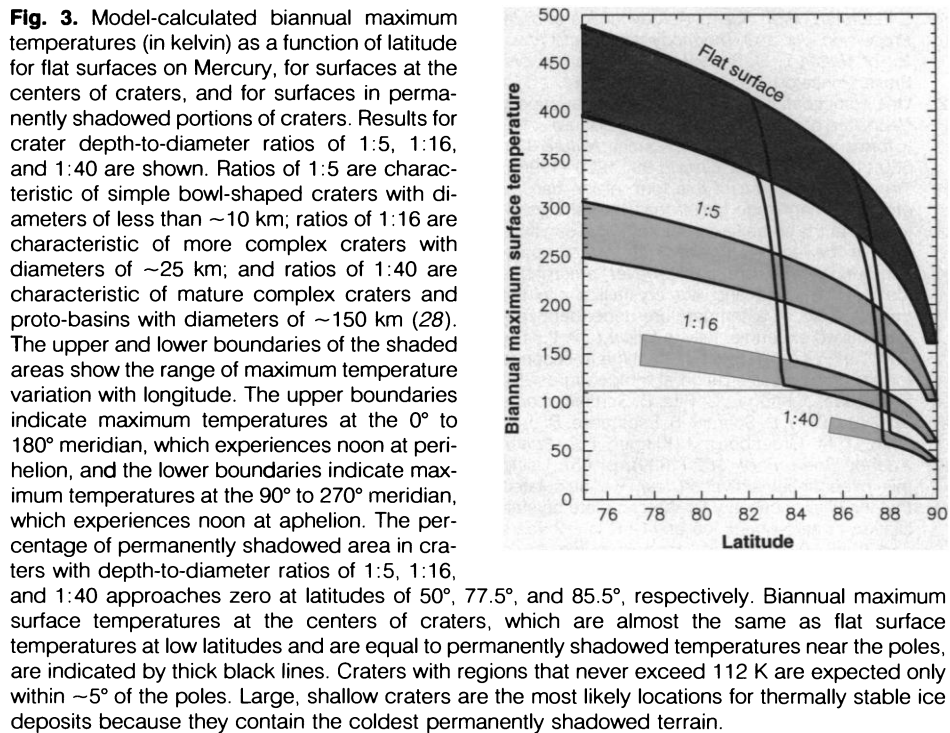 Fig. 3. Model-calculated biannual maximum
temperatures (in kelvin) as a function of latitude
for flat surfaces on Mercury, for surfaces at the
centers of craters, and for surfaces in perma-
nently shadowed portions of craters. Results for
crater depth-to-diameter ratios of 1:5, 1:16,
and 1:40 are shown. Ratios of 1:5 are charac-
teristic of simple bowl-shaped craters with di-
ameters of less than ~10 km; ratios of 1:16 are
characteristic of more complex craters with
diameters of ~25 km; and ratios of 1:40 are
characteristic of mature complex craters and
proto-basins with diameters of ~150 km (28).
The upper and lower boundaries of the shaded
areas show the range of maximum temperature
variation with longitude. The upper boundaries
indicate maximum temperatures at the 0° to
180° meridian, which experiences noon at peri-
helion, and the lower boundaries indicate max-
imum temperatures at the 90° to 270° meridian,
which experiences noon at aphelion. The per-
centage of permanently shadowed area in cra-
ters with depth-to-diameter ratios of 1:5, 1:16,
and 1:40 approaches zero at latitudes of 50°, 77.5°, and 85.5°, respectively. Biannual maximum
surface temperatures at the centers of craters, which are almost the same as flat surface
temperatures at low latitudes and are equal to permanently shadowed temperatures near the poles,
are indicated by thick black lines. Craters with regions that never exceed 112 K are expected only
within ~5° of the poles. Large, shallow craters are the most likely locations for thermally stable ice
deposits because they contain the coldest permanently shadowed terrain.
Biannual maximum surface temperature
500
450
400
350
300
250
200
150
100
50
0
Flat surface
1:5
1:16
1:40
76 78 80 82 84 86 88 90
Latitude